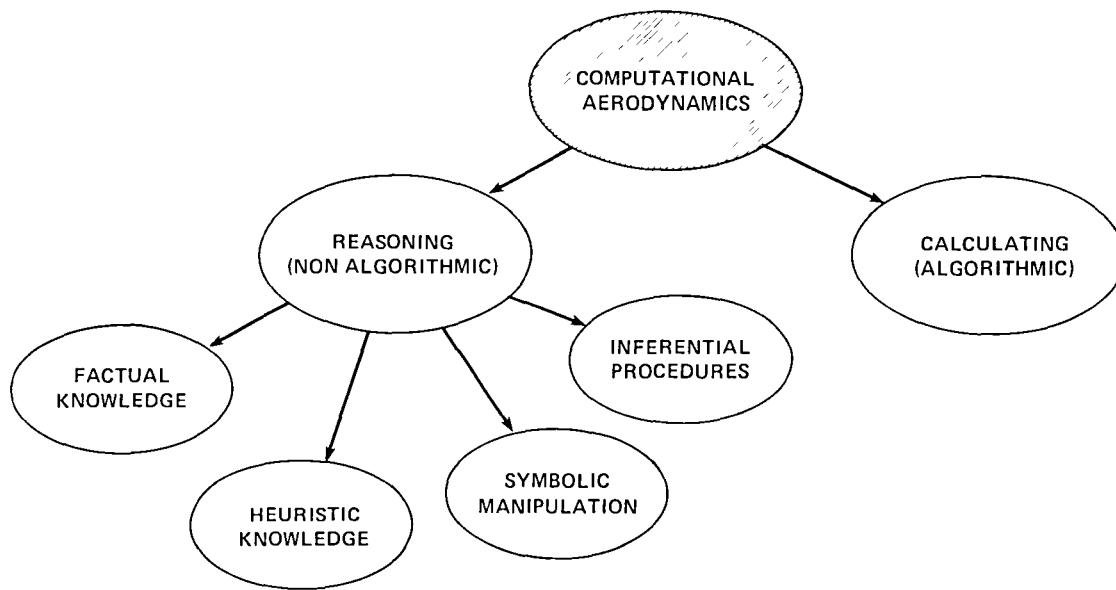 COMPUTATIONAL
AERODYNAMICS
REASONING
(NON ALGORITHMIC)
CALCULATING
(ALGORITHMIC)
FACTUAL
KNOWLEDGE
INFERENTIAL
PROCEDURES
HEURISTIC
KNOWLEDGE
SYMBOLIC
MANIPULATION